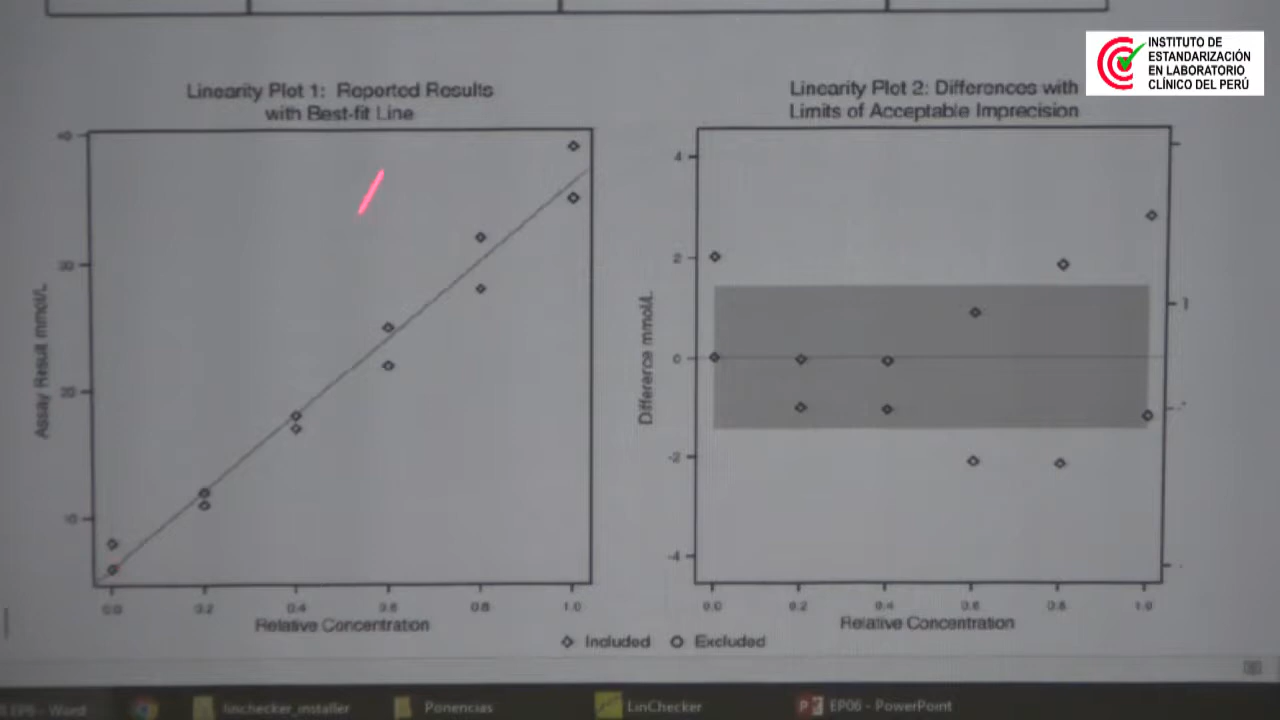 INSTITUTO DE
ESTANDARIZACIÓN
EN LABORATORIO
CLÍNICO DEL PERÚ
Linearity Plot 1: Reported Results
with Best-fit Line
40
30
20
10
Assay Result mmol/L
0.0 0.2 0.4 0.6 0.8 1.0
Relative Concentration
Linearity Plot 2: Differences with
Limits of Acceptable Imprecision
4
2
0
-2
-4
Difference mmol/L
0.0 0.2 0.4 0.6 0.8 1.0
Relative Concentration
Included Excluded
EP6 - Word
linchecker_installer
Ponencias
LinChecker
EP06 - PowerPoint